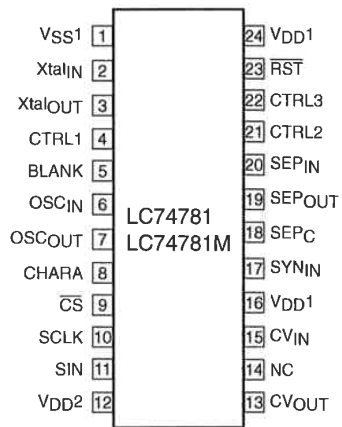 VSS1 1
XtalIN 2
XtalOUT 3
CTRL1 4
BLANK 5
OSCIN 6
OSCOUT 7
CHARA 8
CS 9
SCLK 10
SIN 11
VDD2 12
LC74781
LC74781M
24 VDD1
23 RST
22 CTRL3
21 CTRL2
20 SEPIN
19 SEPOUT
18 SEPC
17 SYNIN
16 VDD1
15 CVIN
14 NC
13 CVOUT